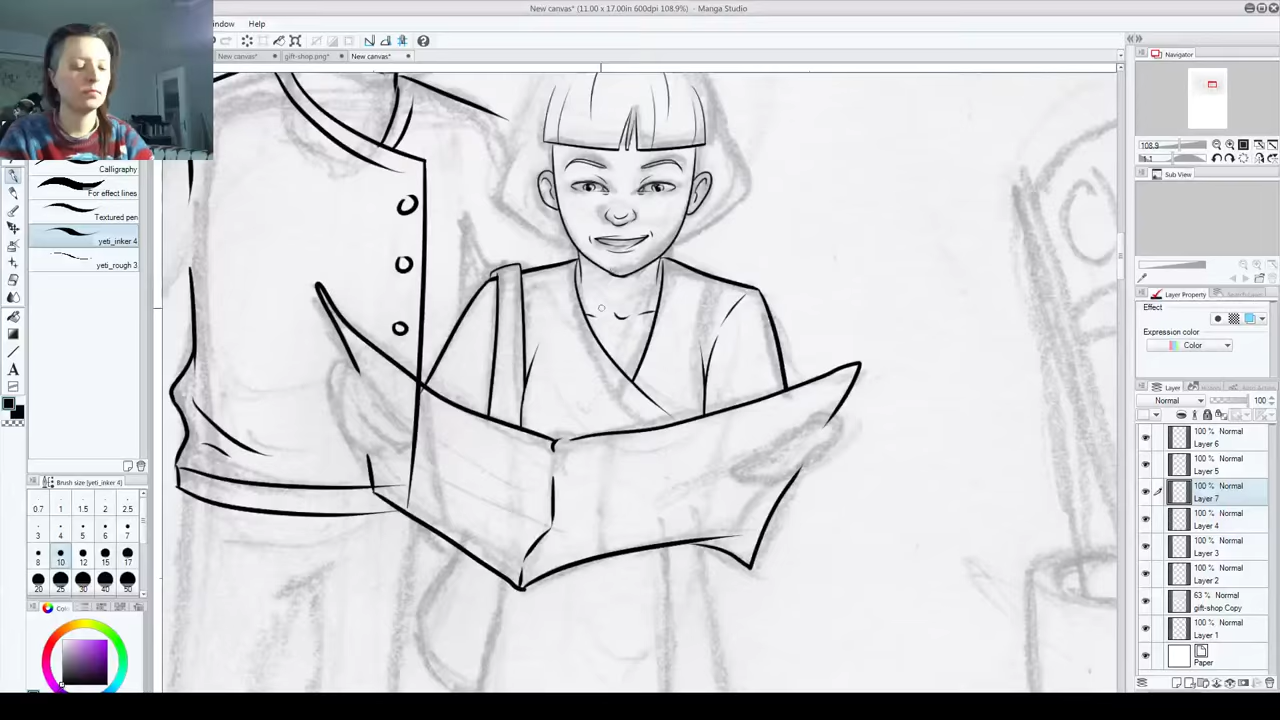 New canvas* (11.00 x 17.00in 600dpi 108.9%) - Manga Studio
indow Help
New canvas* gift-shop.png* New canvas*
Calligraphy
For effect lines
Textured pen
yeti_inker 4
yeti_rough 3
Brush size [yeti_inker 4]
0.7 1 1.5 2 2.5
3 4 5 6 7
8 10 12 15 17
20 25 30 40 50
Navigator
108.9
Sub View
Layer Property
Effect
Expression color
Color
Layer
Normal 100
100 % Normal
Layer 6
100 % Normal
Layer 5
100 % Normal
Layer 7
100 % Normal
Layer 4
100 % Normal
Layer 3
100 % Normal
Layer 2
63 % Normal
gift-shop Copy
100 % Normal
Layer 1
Paper